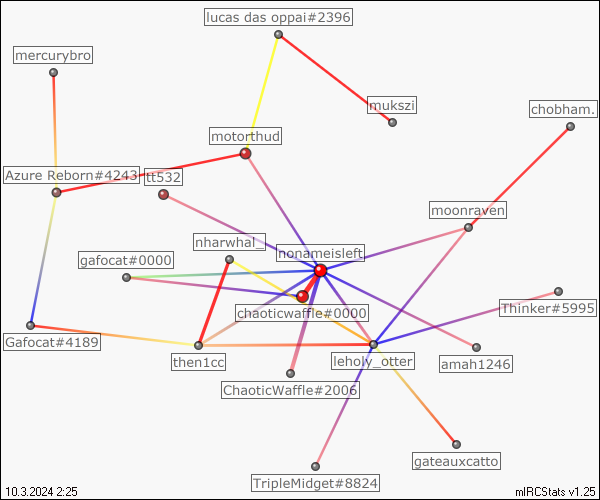 lucas das oppai#2396
mercurybro
mukszi
chobham.
motorthud
Azure Reborn#4243
tt532
moonraven
nharwhal_
nonameisleft
gafocat#0000
chaoticwaffle#0000
Thinker#5995
Gafocat#4189
then1cc
leholy_otter
amah1246
ChaoticWaffle#2006
gateauxcatto
TripleMidget#8824
10.3.2024 2:25
mIRCStats v1.25